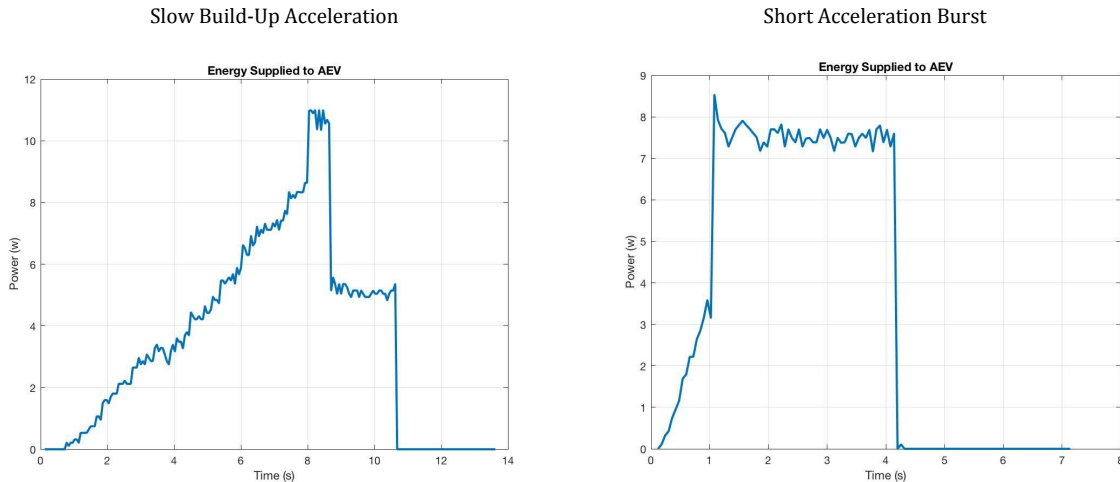 Slow Build-Up Acceleration
Short Acceleration Burst
Energy Supplied to AEV
12
10
8
6
4
2
0
Power (w)
0 2 4 6 8 10 12 14
Time (s)
Energy Supplied to AEV
9
8
7
6
5
4
3
2
1
0
Power (w)
0 1 2 3 4 5 6 7 8
Time (s)